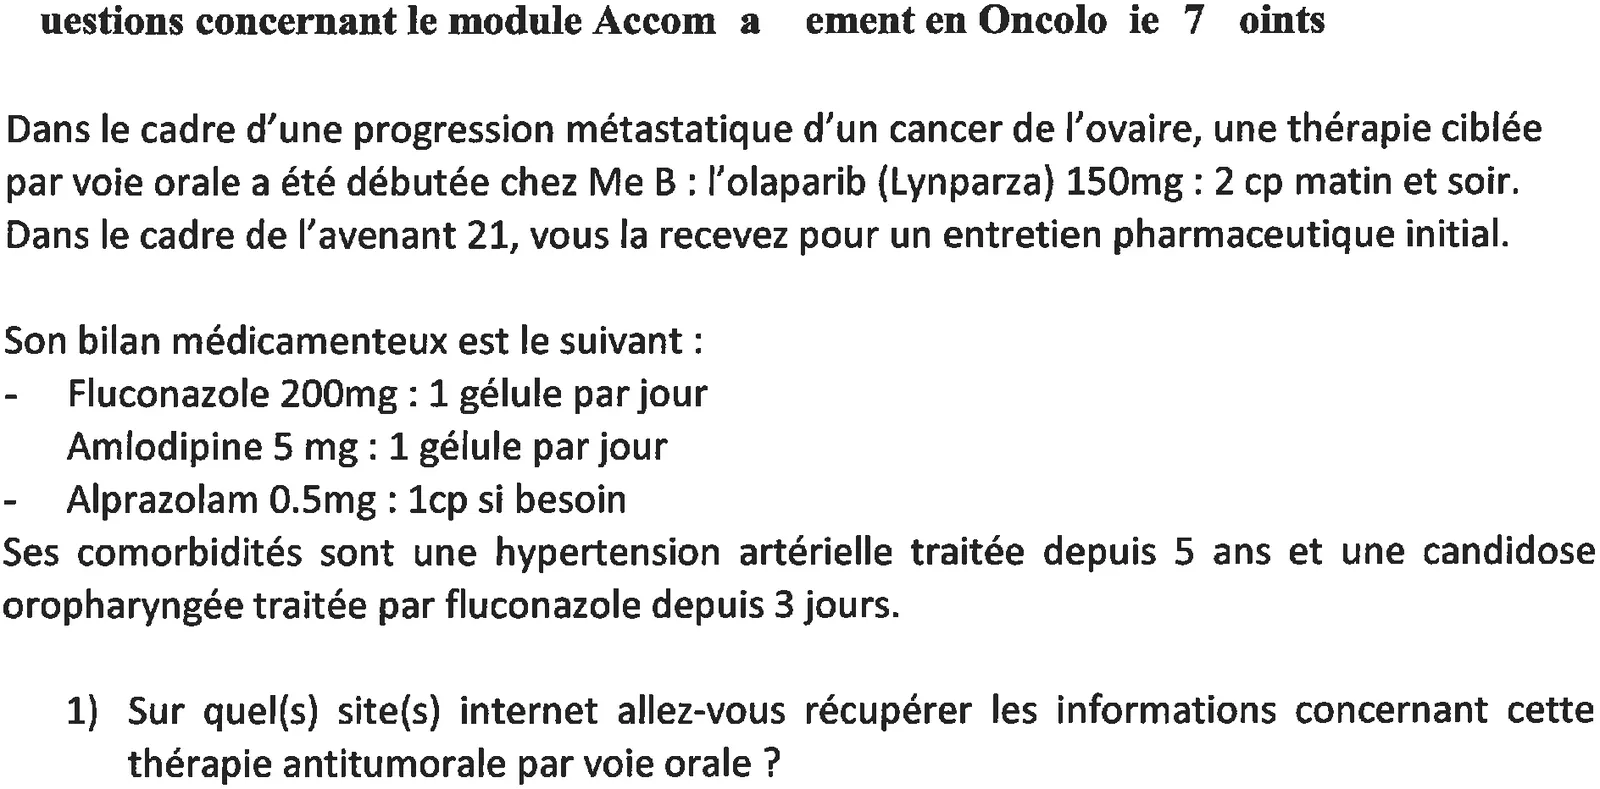 uestions concernant le module Accom a ement en Oncolo ie 7 oints
Dans le cadre d'une progression métastatique d'un cancer de l'ovaire, une thérapie ciblée
par voie orale a été débutée chez Me B : l'olaparib (Lynparza) 150mg : 2 cp matin et soir.
Dans le cadre de l'avenant 21, vous la recevez pour un entretien pharmaceutique initial.
Son bilan médicamenteux est le suivant :
- Fluconazole 200mg : 1 gélule par jour
Amlodipine 5 mg : 1 gélule par jour
- Alprazolam 0.5mg : 1cp si besoin
Ses comorbidités sont une hypertension artérielle traitée depuis 5 ans et une candidose
oropharyngée traitée par fluconazole depuis 3 jours.
1) Sur quel(s) site(s) internet allez-vous récupérer les informations concernant cette
thérapie antitumorale par voie orale ?